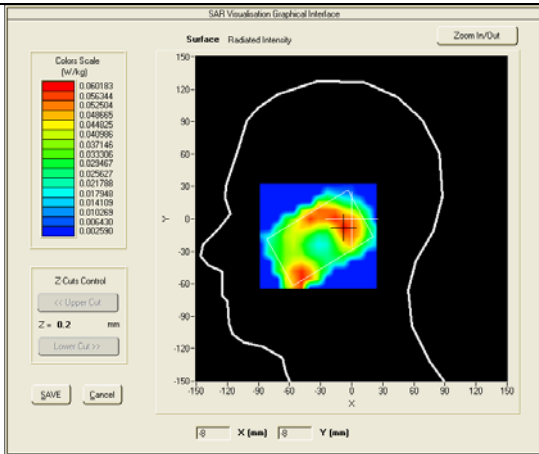 SAR Visualisation Graphical Interface
Surface Radiated Intensity
Zoom In/Out
Colors Scale
(W/kg)
0.060183
0.056344
0.052504
0.048665
0.044825
0.040986
0.037146
0.033306
0.029467
0.025627
0.021788
0.017948
0.014109
0.010269
0.006430
0.002590
Z-Cuts Control
<< Upper Cut
Z = 0.2 mm
Lower Cut >>
SAVE Cancel
150
120
90
60
30
0
-30
-60
-90
-120
-150
Y
-150 -120 -90 -60 -30 0 30 60 90 120 150
X
-8 X (mm) -8 Y (mm)